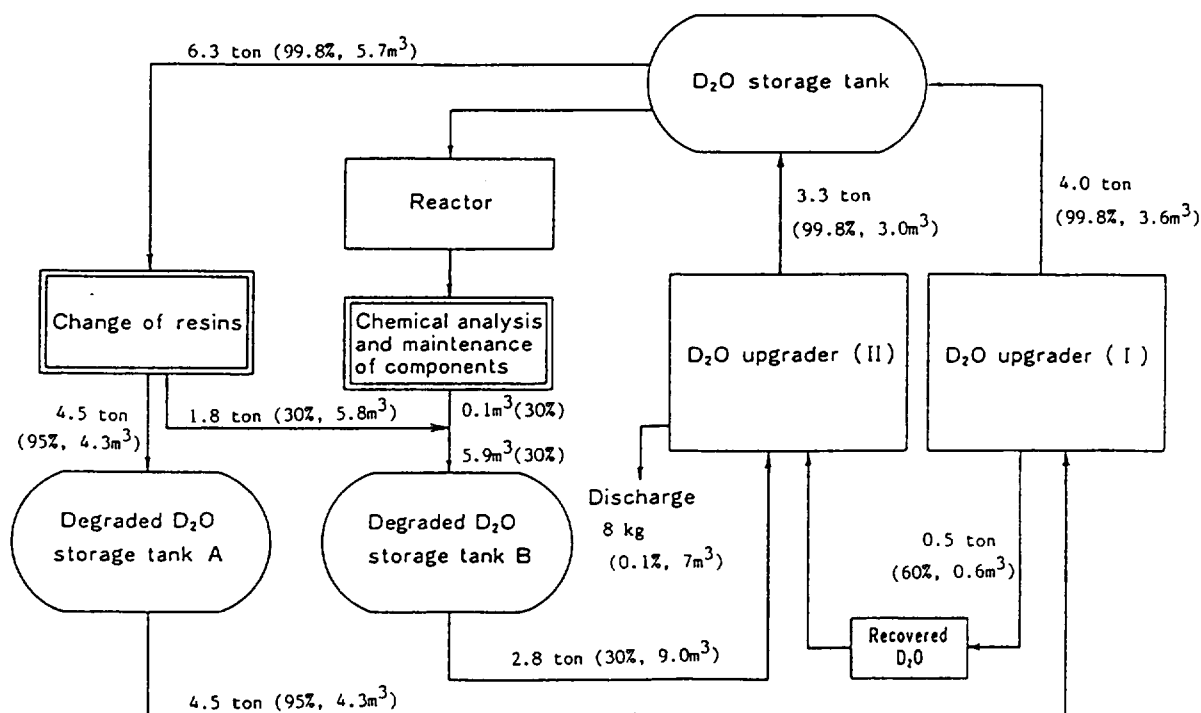 6.3 ton (99.8%, 5.7m³)
D₂O storage tank
Reactor
3.3 ton
(99.8%, 3.0m³)
4.0 ton
(99.8%, 3.6m³)
Change of resins
Chemical analysis
and maintenance
of components
D₂O upgrader (II)
D₂O upgrader (I)
4.5 ton
(95%, 4.3m³)
1.8 ton (30%, 5.8m³)
0.1m³(30%)
5.9m³(30%)
Discharge
8 kg
(0.1%, 7m³)
Degraded D₂O
storage tank A
Degraded D₂O
storage tank B
0.5 ton
(60%, 0.6m³)
Recovered
D₂O
2.8 ton (30%, 9.0m³)
4.5 ton (95%, 4.3m³)